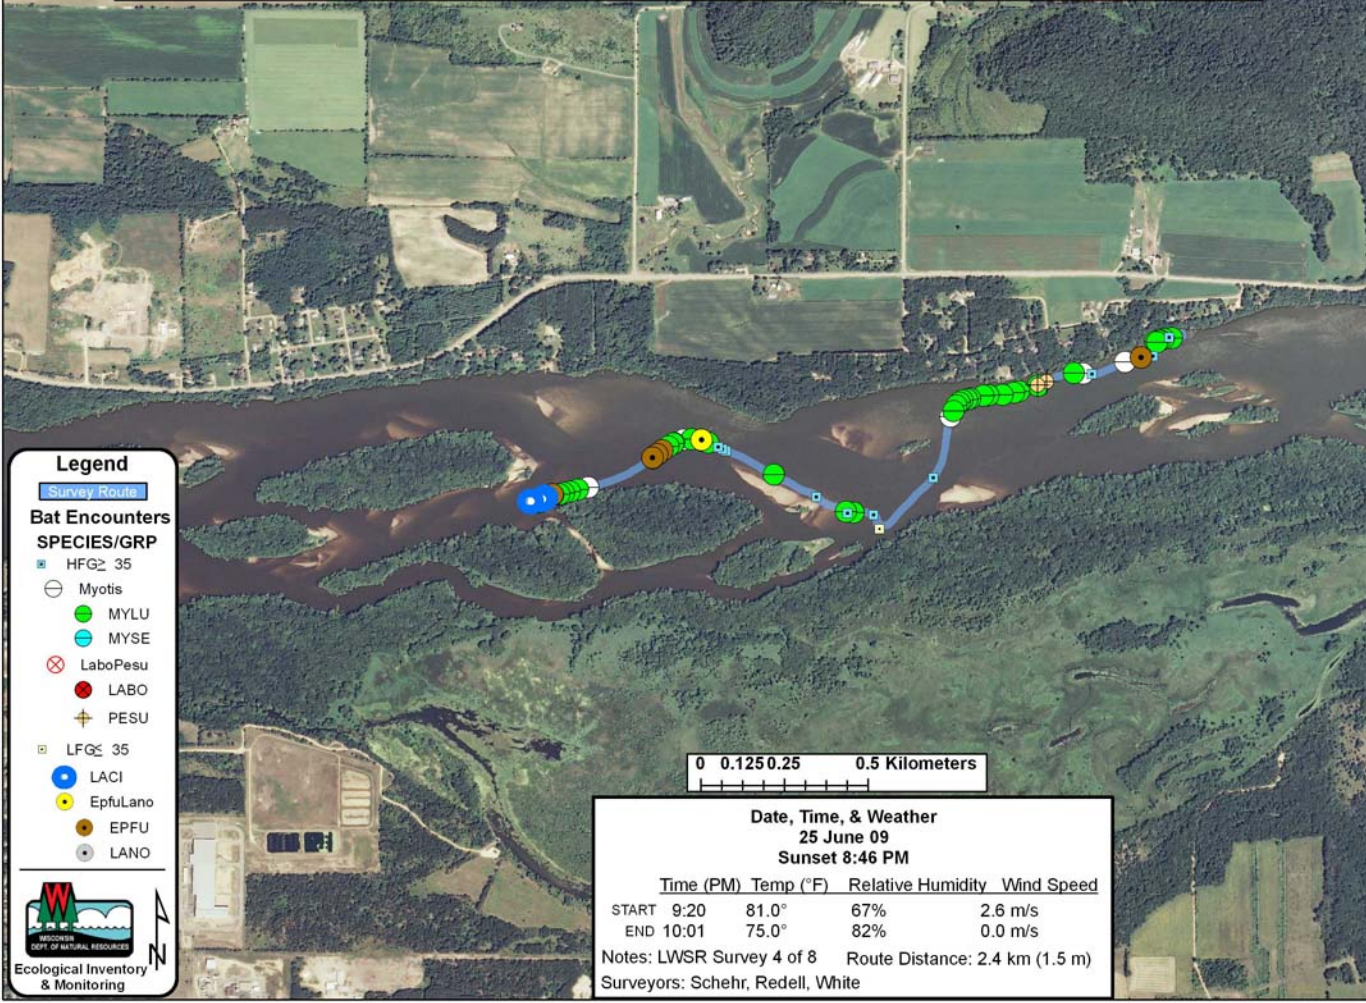 Legend
Survey Route
Bat Encounters
SPECIES/GRP
HFG≥ 35
Myotis
MYLU
MYSE
LaboPesu
LABO
PESU
LFG≤ 35
LACI
EpfuLano
EPFU
LANO
W
WISCONSIN
DEPT. OF NATURAL RESOURCES
N
Ecological Inventory
& Monitoring
0 0.125 0.25 0.5 Kilometers
Date, Time, & Weather
25 June 09
Sunset 8:46 PM
Time (PM) Temp (°F) Relative Humidity Wind Speed
START 9:20 81.0° 67% 2.6 m/s
END 10:01 75.0° 82% 0.0 m/s
Notes: LWSR Survey 4 of 8 Route Distance: 2.4 km (1.5 m)
Surveyors: Schehr, Redell, White